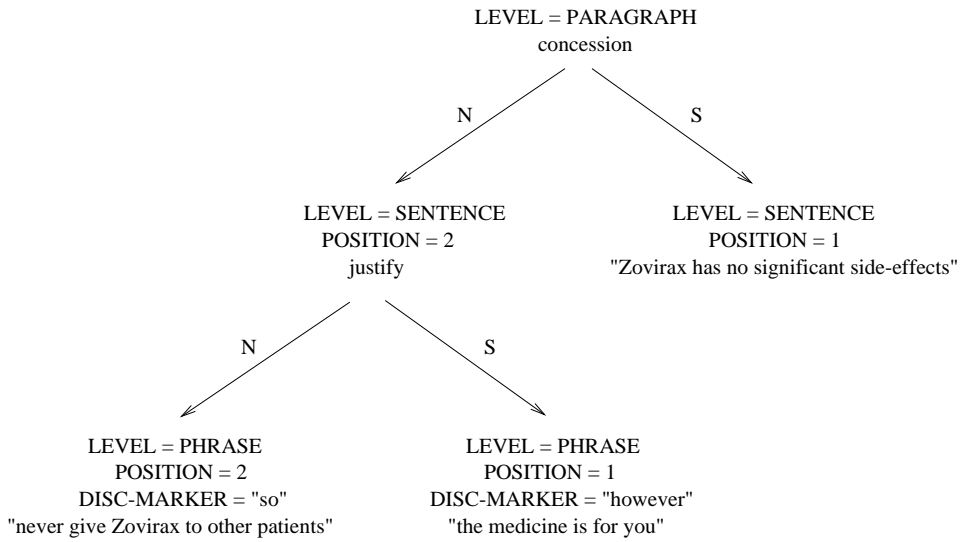 LEVEL = PARAGRAPH
concession
N
S
LEVEL = SENTENCE
POSITION = 2
justify
LEVEL = SENTENCE
POSITION = 1
"Zovirax has no significant side-effects"
N
S
LEVEL = PHRASE
POSITION = 2
DISC-MARKER = "so"
"never give Zovirax to other patients"
LEVEL = PHRASE
POSITION = 1
DISC-MARKER = "however"
"the medicine is for you"